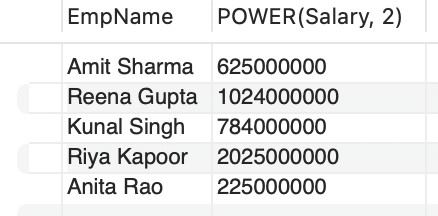 EmpName POWER(Salary, 2)
Amit Sharma 625000000
Reena Gupta 1024000000
Kunal Singh 784000000
Riya Kapoor 2025000000
Anita Rao 225000000